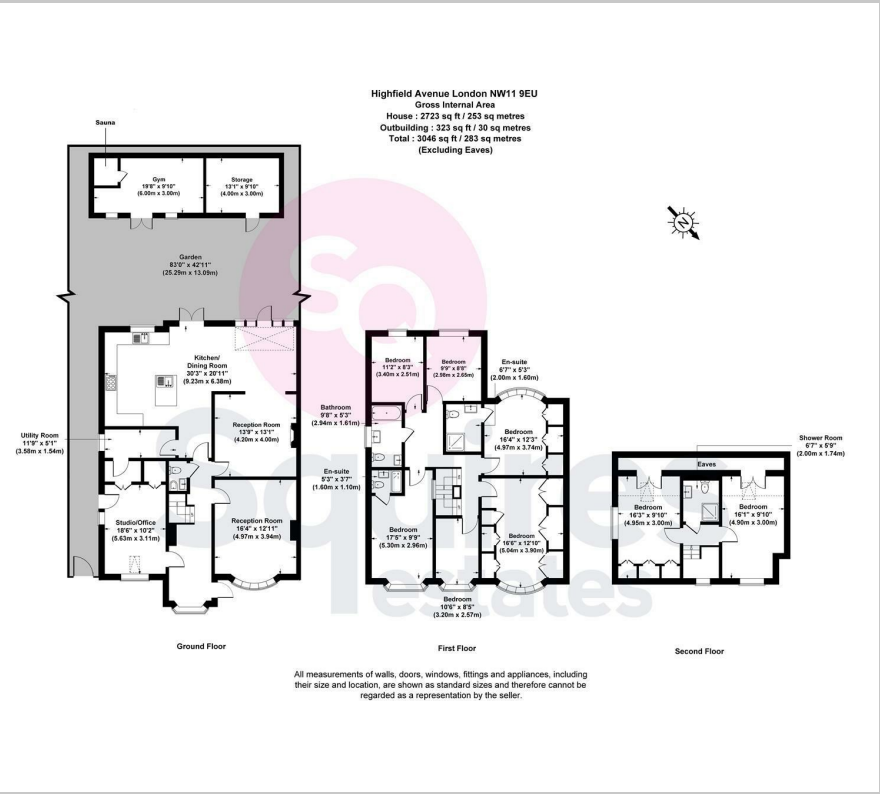 Highfield Avenue London NW11 9EU
Gross Internal Area
House : 2723 sq ft / 253 sq metres
Outbuilding : 323 sq ft / 30 sq metres
Total : 3046 sq ft / 283 sq metres
(Excluding Eaves)
Sauna
Gym
19'8" x 9'10"
(6.00m x 3.00m)
Storage
13'1" x 9'10"
(4.00m x 3.00m)
N
Garden
83'0" x 42'11"
(25.29m x 13.09m)
SQ
Kitchen/
Dining Room
30'3" x 20'11"
(9.23m x 6.38m)
Reception Room
13'9" x 13'1"
(4.20m x 4.00m)
Utility Room
11'9" x 5'1"
(3.58m x 1.54m)
Studio/Office
18'6" x 10'2"
(5.63m x 3.11m)
Reception Room
16'4" x 12'11"
(4.97m x 3.94m)
Ground Floor
Bedroom
11'2" x 8'3"
(3.40m x 2.51m)
Bedroom
9'9" x 8'8"
(2.98m x 2.65m)
En-suite
6'7" x 5'3"
(2.00m x 1.60m)
Bathroom
9'8" x 5'3"
(2.94m x 1.61m)
Bedroom
16'4" x 12'3"
(4.97m x 3.74m)
En-suite
5'3" x 3'7"
(1.60m x 1.10m)
Bedroom
17'5" x 9'9"
(5.30m x 2.96m)
Bedroom
16'6" x 12'10"
(5.04m x 3.90m)
Bedroom
10'6" x 8'5"
(3.20m x 2.57m)
First Floor
Shower Room
6'7" x 5'9"
(2.00m x 1.74m)
Eaves
Bedroom
16'3" x 9'10"
(4.95m x 3.00m)
Bedroom
16'1" x 9'10"
(4.90m x 3.00m)
Second Floor
Squires
estates
All measurements of walls, doors, windows, fittings and appliances, including
their size and location, are shown as standard sizes and therefore cannot be
regarded as a representation by the seller.